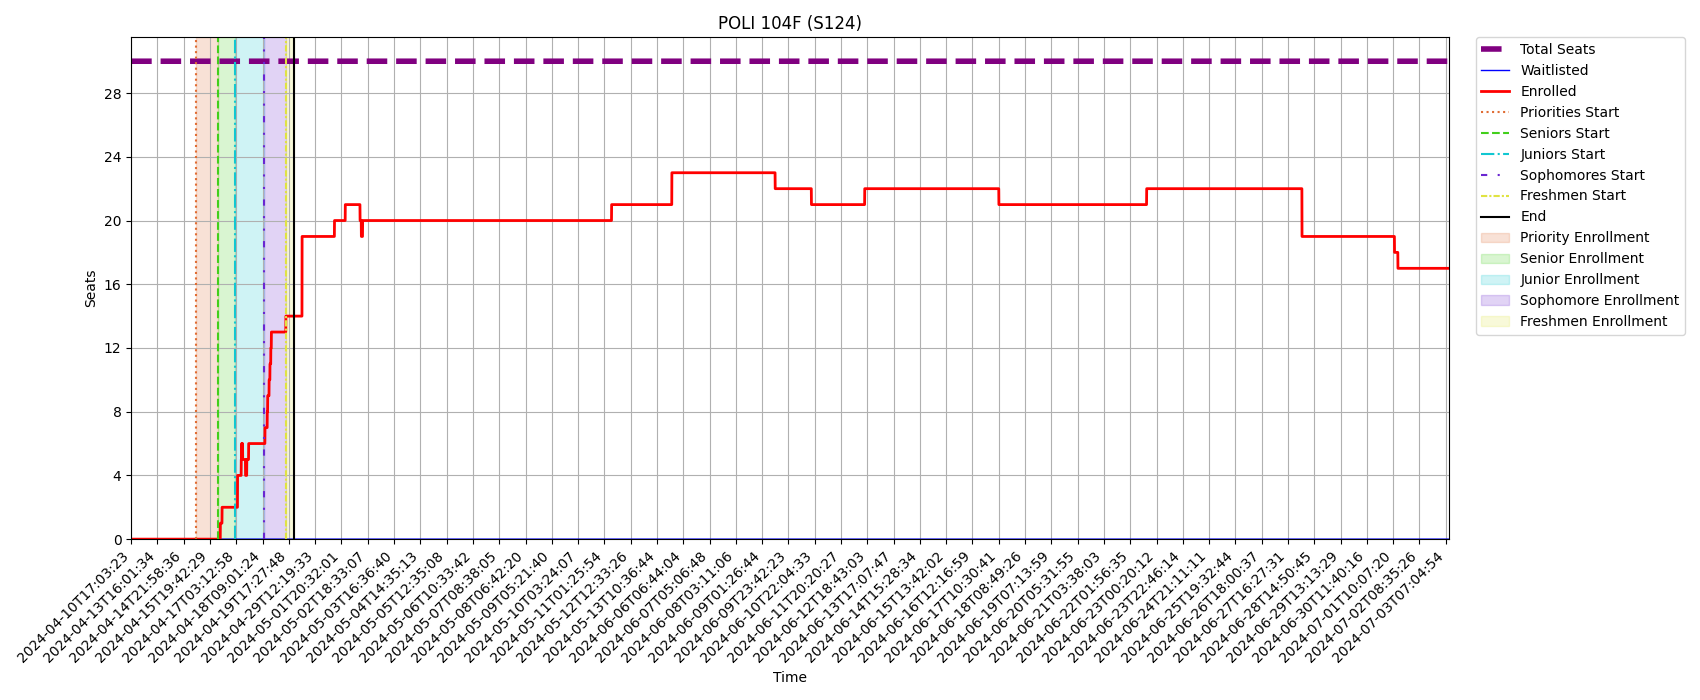 POLI 104F (S124)
Total Seats
Waitlisted
Enrolled
Priorities Start
Seniors Start
Juniors Start
Sophomores Start
Freshmen Start
End
Priority Enrollment
Senior Enrollment
Junior Enrollment
Sophomore Enrollment
Freshmen Enrollment
28
24
20
16
12
8
4
0
Seats
2024-04-10T17:03:23
2024-04-13T16:01:34
2024-04-14T21:58:36
2024-04-15T19:42:29
2024-04-17T03:12:58
2024-04-18T09:01:24
2024-04-19T17:27:48
2024-04-29T12:19:33
2024-05-01T20:32:01
2024-05-02T18:33:07
2024-05-03T16:36:40
2024-05-04T14:35:13
2024-05-05T12:35:08
2024-05-06T10:33:42
2024-05-07T08:38:05
2024-05-08T06:42:20
2024-05-09T05:21:40
2024-05-10T03:24:07
2024-05-11T01:25:54
2024-05-12T12:33:26
2024-05-13T10:36:44
2024-06-06T06:44:04
2024-06-07T05:06:48
2024-06-08T03:11:06
2024-06-09T01:26:44
2024-06-09T23:42:23
2024-06-10T22:04:33
2024-06-11T20:20:27
2024-06-12T18:43:03
2024-06-13T17:07:47
2024-06-14T15:28:34
2024-06-15T13:42:02
2024-06-16T12:16:59
2024-06-17T10:30:41
2024-06-18T08:49:26
2024-06-19T07:13:59
2024-06-20T05:31:55
2024-06-21T03:38:03
2024-06-22T01:56:35
2024-06-23T00:20:12
2024-06-23T22:46:14
2024-06-24T21:11:11
2024-06-25T19:32:44
2024-06-26T18:00:37
2024-06-27T16:27:31
2024-06-28T14:50:45
2024-06-29T13:13:29
2024-06-30T11:40:16
2024-07-01T10:07:20
2024-07-02T08:35:26
2024-07-03T07:04:54
Time